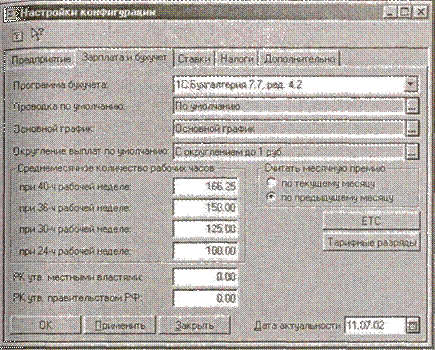 Настройки конфигурации
Предприятие Зарплата и бухучет Ставки Налоги Дополнительно
Программа бухучета: 1С:Бухгалтерия 7.7, ред. 4.2
Проводка по умолчанию: По умолчанию ...
Основной график: Основной график ...
Округление выплат по умолчанию: С округлением до 1 руб. ...
Среднемесячное количество рабочих часов Считать месячную премию
при 40-ч рабочей неделе: 166.25 по текущему месяцу
при 36-ч рабочей неделе: 150.00 по предыдущему месяцу
при 30-ч рабочей неделе: 125.00 ЕТС
при 24-ч рабочей неделе: 100.00 Тарифные разряды
РК утв. местными властями: 0.00
РК утв. правительством РФ: 0.00
OK Применить Закрыть Дата актуальности 11.07.02